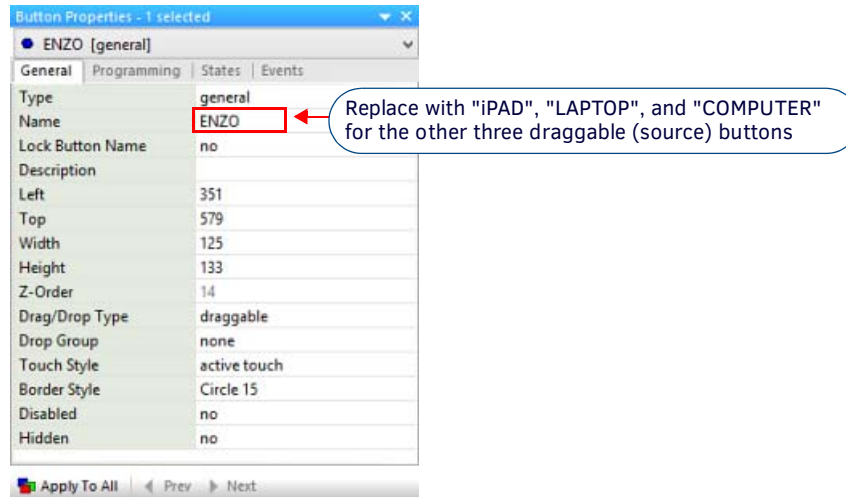 Button Properties - 1 selected
ENZO [general]
General Programming States Events
Type general
Name ENZO
Replace with "iPAD", "LAPTOP", and "COMPUTER"
for the other three draggable (source) buttons
Lock Button Name no
Description
Left 351
Top 579
Width 125
Height 133
Z-Order 14
Drag/Drop Type draggable
Drop Group none
Touch Style active touch
Border Style Circle 15
Disabled no
Hidden no
Apply To All Prev Next